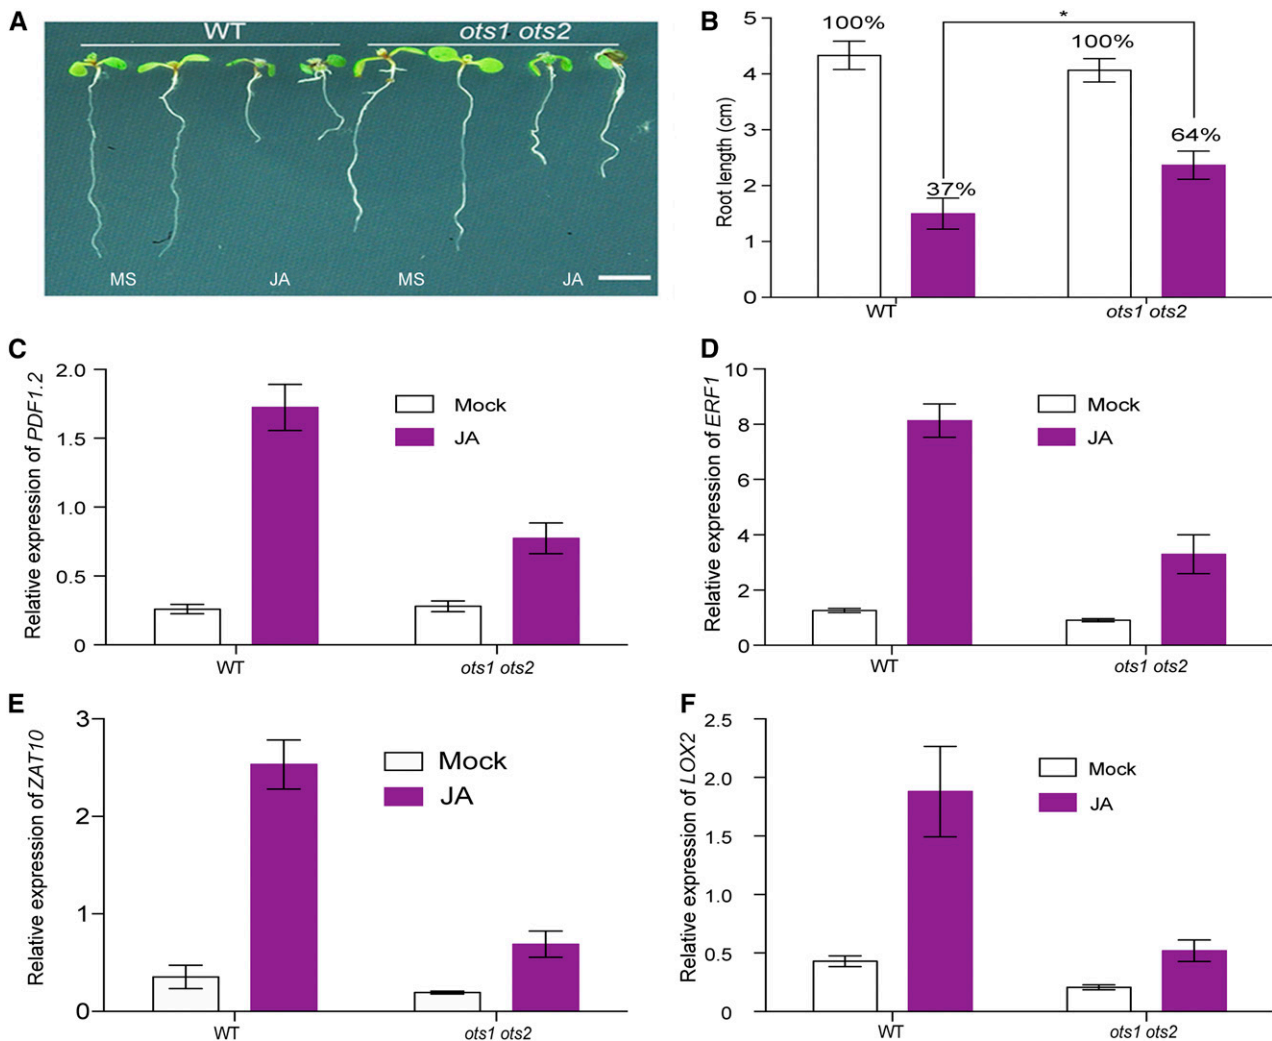 A
WT
ots1 ots2
MS
JA
MS
JA
B
Root length (cm)
5
4
3
2
1
0
100%
37%
100%
64%
*
WT
ots1 ots2
C
Relative expression of PDF1.2
2.0
1.5
1.0
0.5
0
Mock
JA
WT
ots1 ots2
D
Relative expression of ERF1
10
8
6
4
2
0
Mock
JA
WT
ots1 ots2
E
Relative expression of ZAT10
3
2
1
0
Mock
JA
WT
ots1 ots2
F
Relative expression of LOX2
2.5
2.0
1.5
1.0
0.5
0
Mock
JA
WT
ots1 ots2